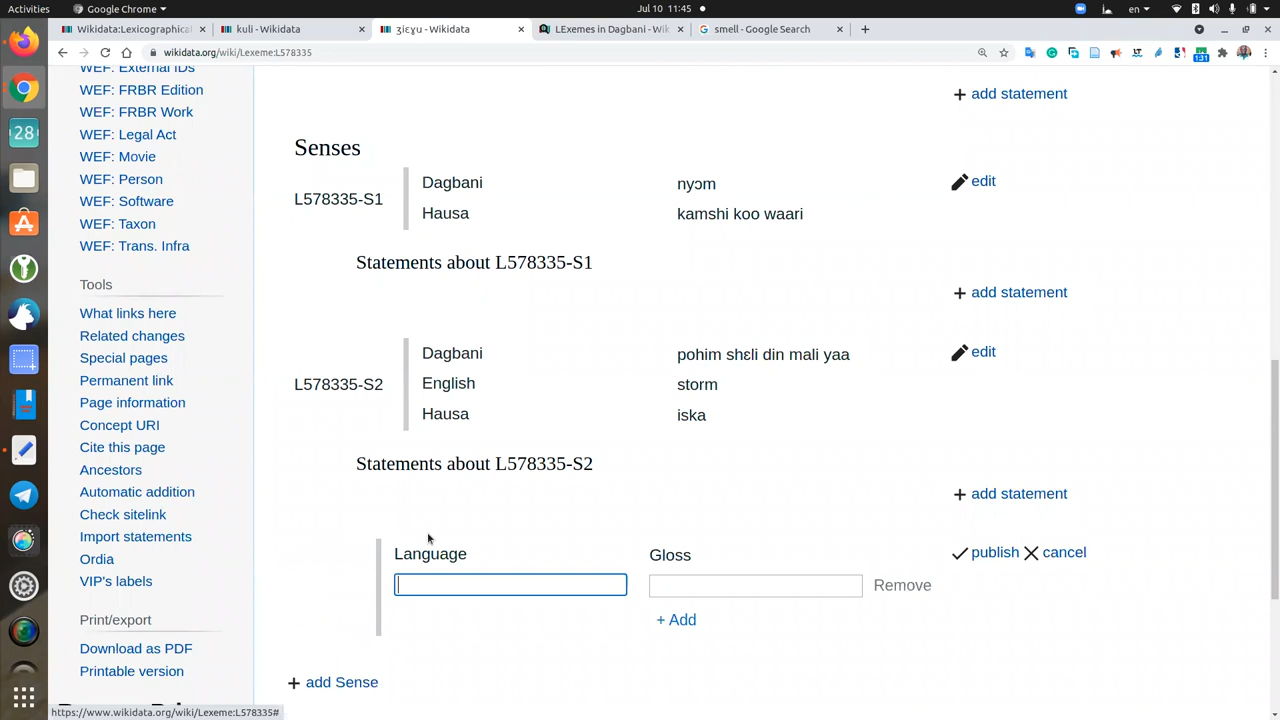 Activities
Google Chrome
Jul 10 11:45
en
Wikidata:Lexicographical
kuli - Wikidata
ʒiɛɣu - Wikidata
LExemes in Dagbani - Wik
smell - Google Search
wikidata.org/wiki/Lexeme:L578335
1:31
28
WEF: External IDs
WEF: FRBR Edition
WEF: FRBR Work
WEF: Legal Act
WEF: Movie
WEF: Person
WEF: Software
WEF: Taxon
WEF: Trans. Infra
Tools
What links here
Related changes
Special pages
Permanent link
Page information
Concept URI
Cite this page
Ancestors
Automatic addition
Check sitelink
Import statements
Ordia
VIP's labels
Print/export
Download as PDF
Printable version
https://www.wikidata.org/wiki/Lexeme:L578335#
+ add statement
Senses
L578335-S1
Dagbani nyɔm
Hausa kamshi koo waari
edit
Statements about L578335-S1
+ add statement
L578335-S2
Dagbani pohim shɛli din mali yaa
English storm
Hausa iska
edit
Statements about L578335-S2
+ add statement
Language Gloss
publish cancel
Remove
+ Add
+ add Sense